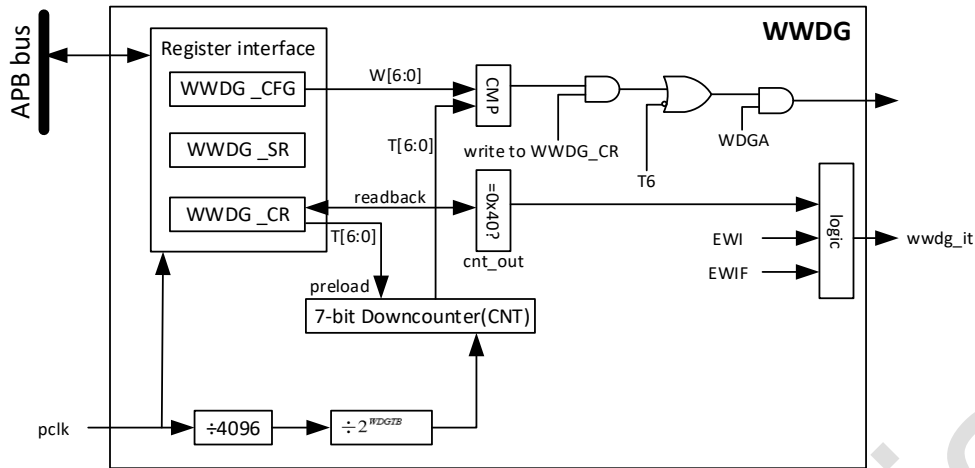 WWDG
APB bus
Register interface
WWDG _CFG
W[6:0]
CMP
WWDG _SR
T[6:0]
write to WWDG_CR
WDGA
T6
WWDG _CR
readback
=0x40?
T[6:0]
cnt_out
EWI
EWIF
logic
wwdg_it
preload
7-bit Downcounter(CNT)
pclk
÷4096
÷2^WDGTB